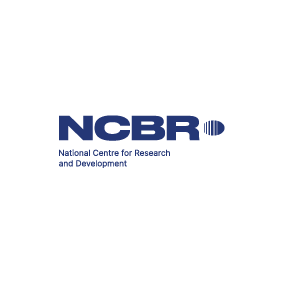 NCBR
National Centre for Research
and Development